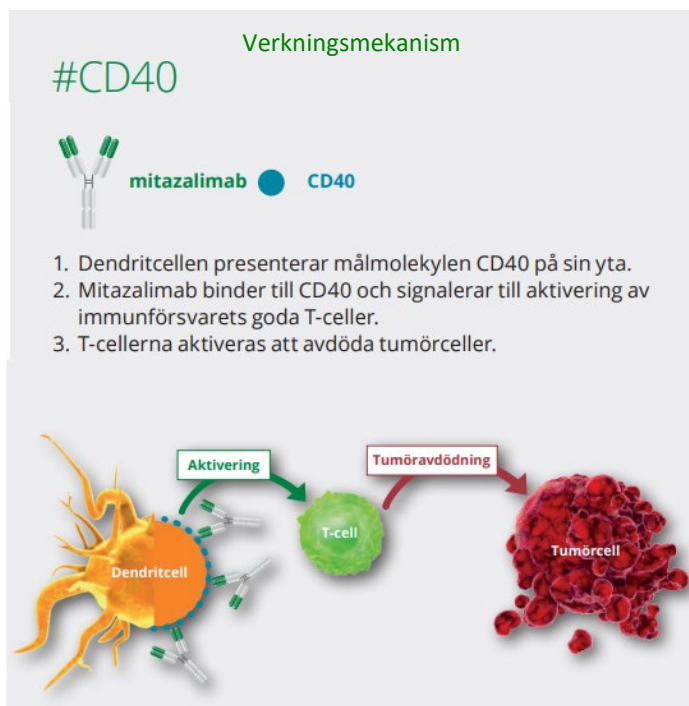 Verkningsmekanism
#CD40
mitazalimab
CD40
1. Dendritcellen presenterar målmolekylen CD40 på sin yta.
2. Mitazalimab binder till CD40 och signalerar till aktivering av
immunförsvarets goda T-celler.
3. T-cellerna aktiveras att avdöda tumörceller.
Aktivering
Tumöravdödning
T-cell
Tumörcell
Dendritcell